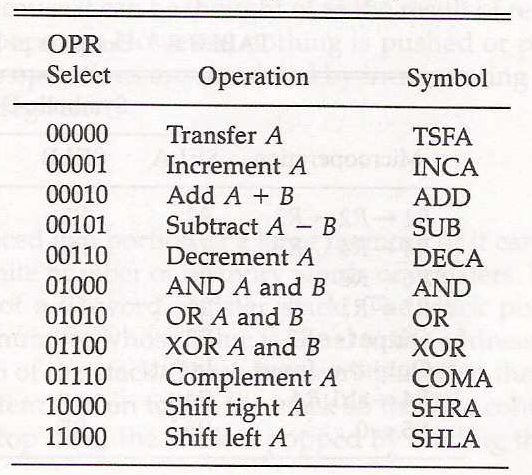 OPR
Select Operation Symbol
00000 Transfer A TSFA
00001 Increment A INCA
00010 Add A + B ADD
00101 Subtract A − B SUB
00110 Decrement A DECA
01000 AND A and B AND
01010 OR A and B OR
01100 XOR A and B XOR
01110 Complement A COMA
10000 Shift right A SHRA
11000 Shift left A SHLA